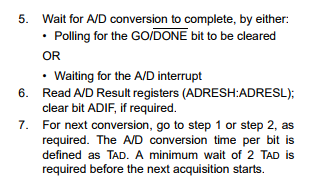 5. Wait for A/D conversion to complete, by either:
• Polling for the GO/DONE bit to be cleared
OR
• Waiting for the A/D interrupt
6. Read A/D Result registers (ADRESH:ADRESL);
clear bit ADIF, if required.
7. For next conversion, go to step 1 or step 2, as
required. The A/D conversion time per bit is
defined as TAD. A minimum wait of 2 TAD is
required before the next acquisition starts.